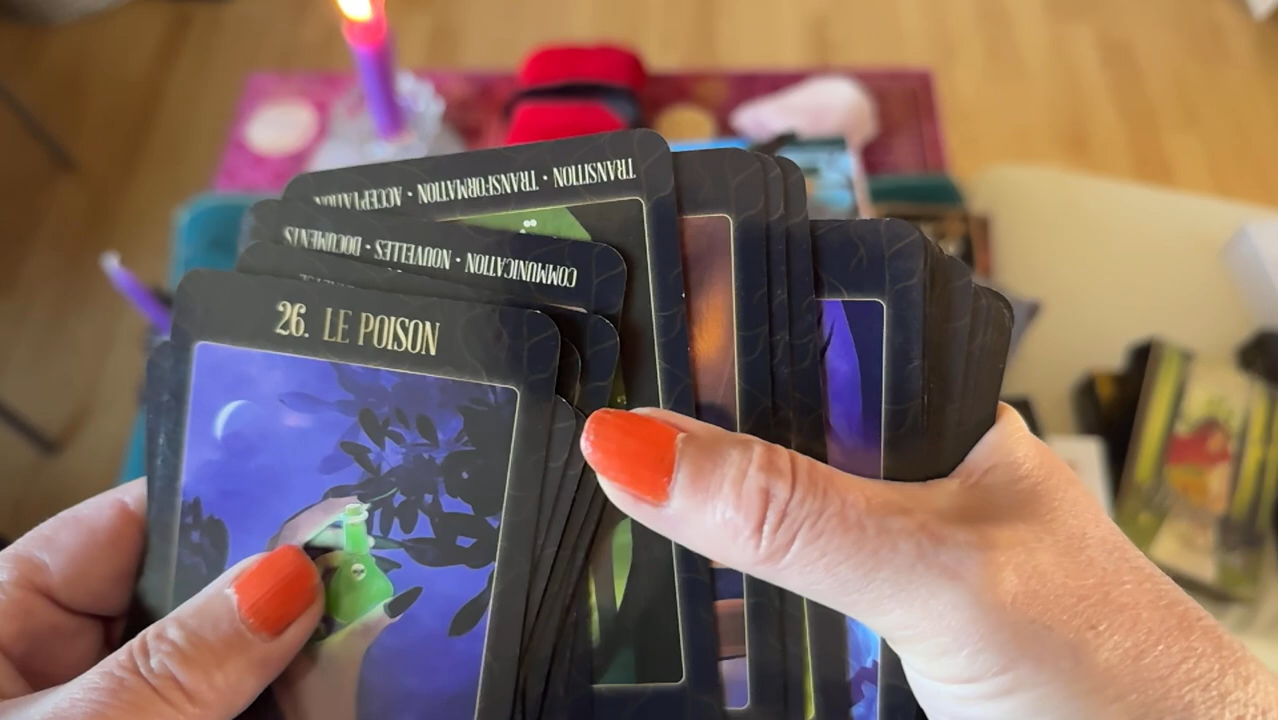 TRANSITION • TRANSFORMATION • ACCEPTATION
COMMUNICATION • NOUVELLES • DOCUMENTS
26. LE POISON